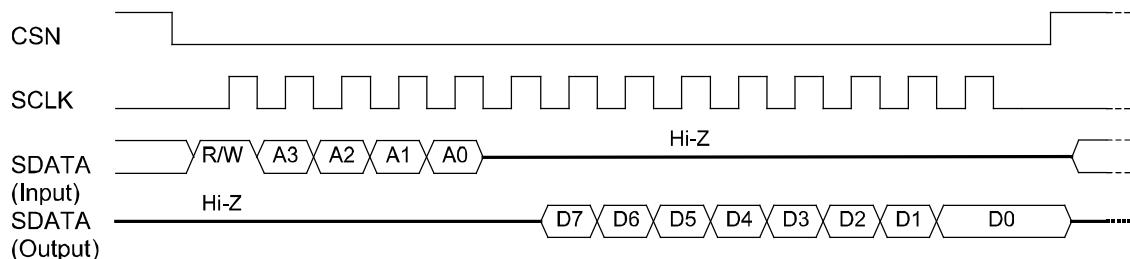 CSN
SCLK
SDATA
(Input)
R/W A3 A2 A1 A0 Hi-Z
SDATA
(Output)
Hi-Z D7 D6 D5 D4 D3 D2 D1 D0